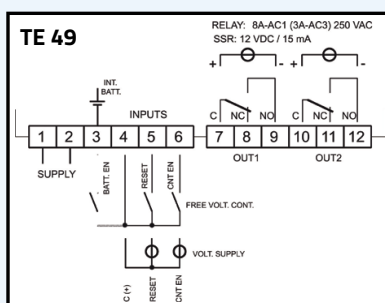 TE 49
RELAY: 8A-AC1 (3A-AC3) 250 VAC
SSR: 12 VDC / 15 mA
+ - + -
INT.
BATT.
INPUTS
C NC NO C NC NO
1 2 3 4 5 6 7 8 9 10 11 12
SUPPLY
OUT1 OUT2
BATT. EN
RESET
CNT EN
FREE VOLT. CONT.
VOLT. SUPPLY
C (+)
RESET
CNT EN